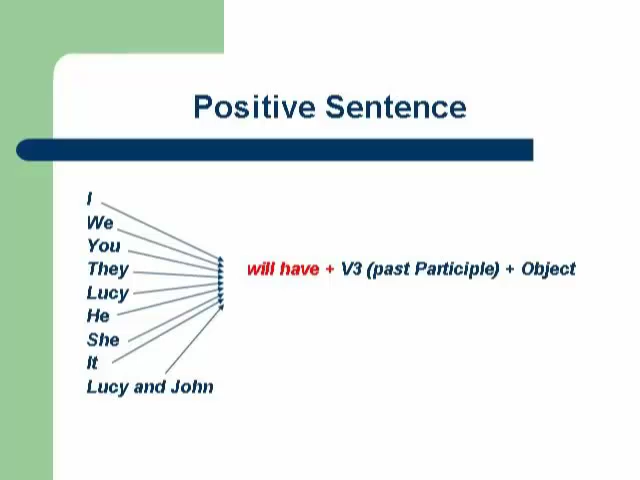 Positive Sentence
I
We
You
They
will have + V3 (past Participle) + Object
Lucy
He
She
It
Lucy and John